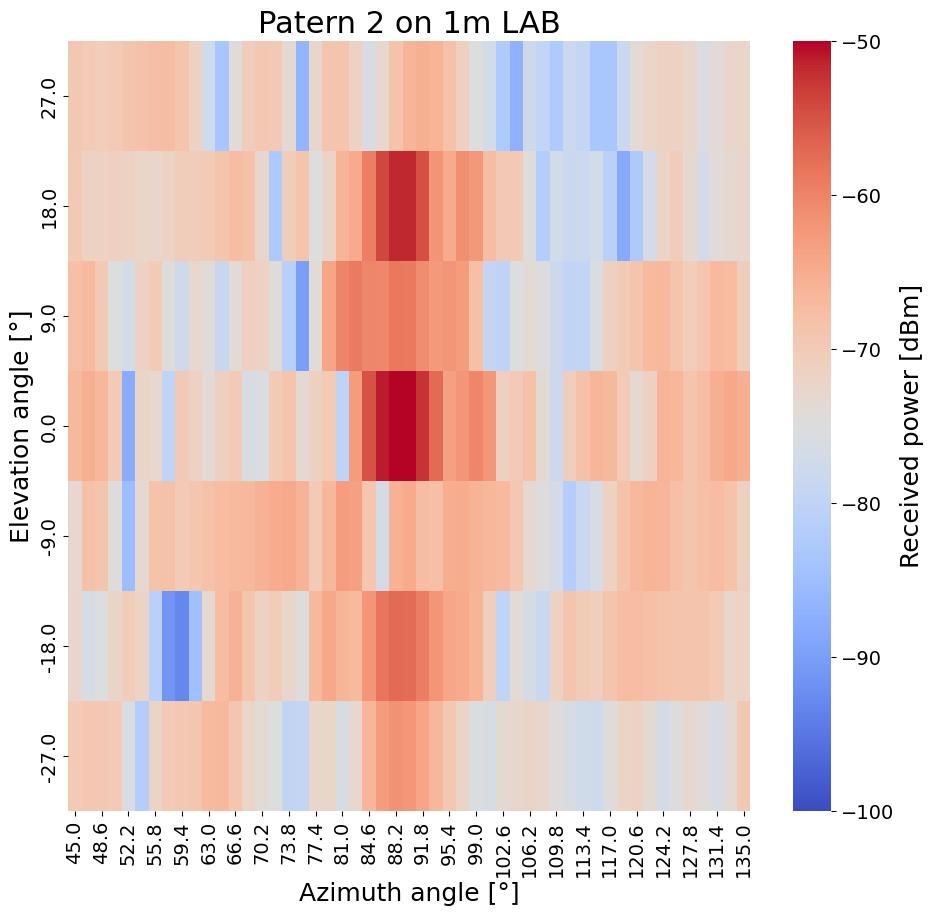 Patern 2 on 1m LAB
Elevation angle [°]
27.0
18.0
9.0
0.0
-9.0
-18.0
-27.0
45.0 48.6 52.2 55.8 59.4 63.0 66.6 70.2 73.8 77.4 81.0 84.6 88.2 91.8 95.4 99.0 102.6 106.2 109.8 113.4 117.0 120.6 124.2 127.8 131.4 135.0
Azimuth angle [°]
−50
−60
−70
−80
−90
−100
Received power [dBm]